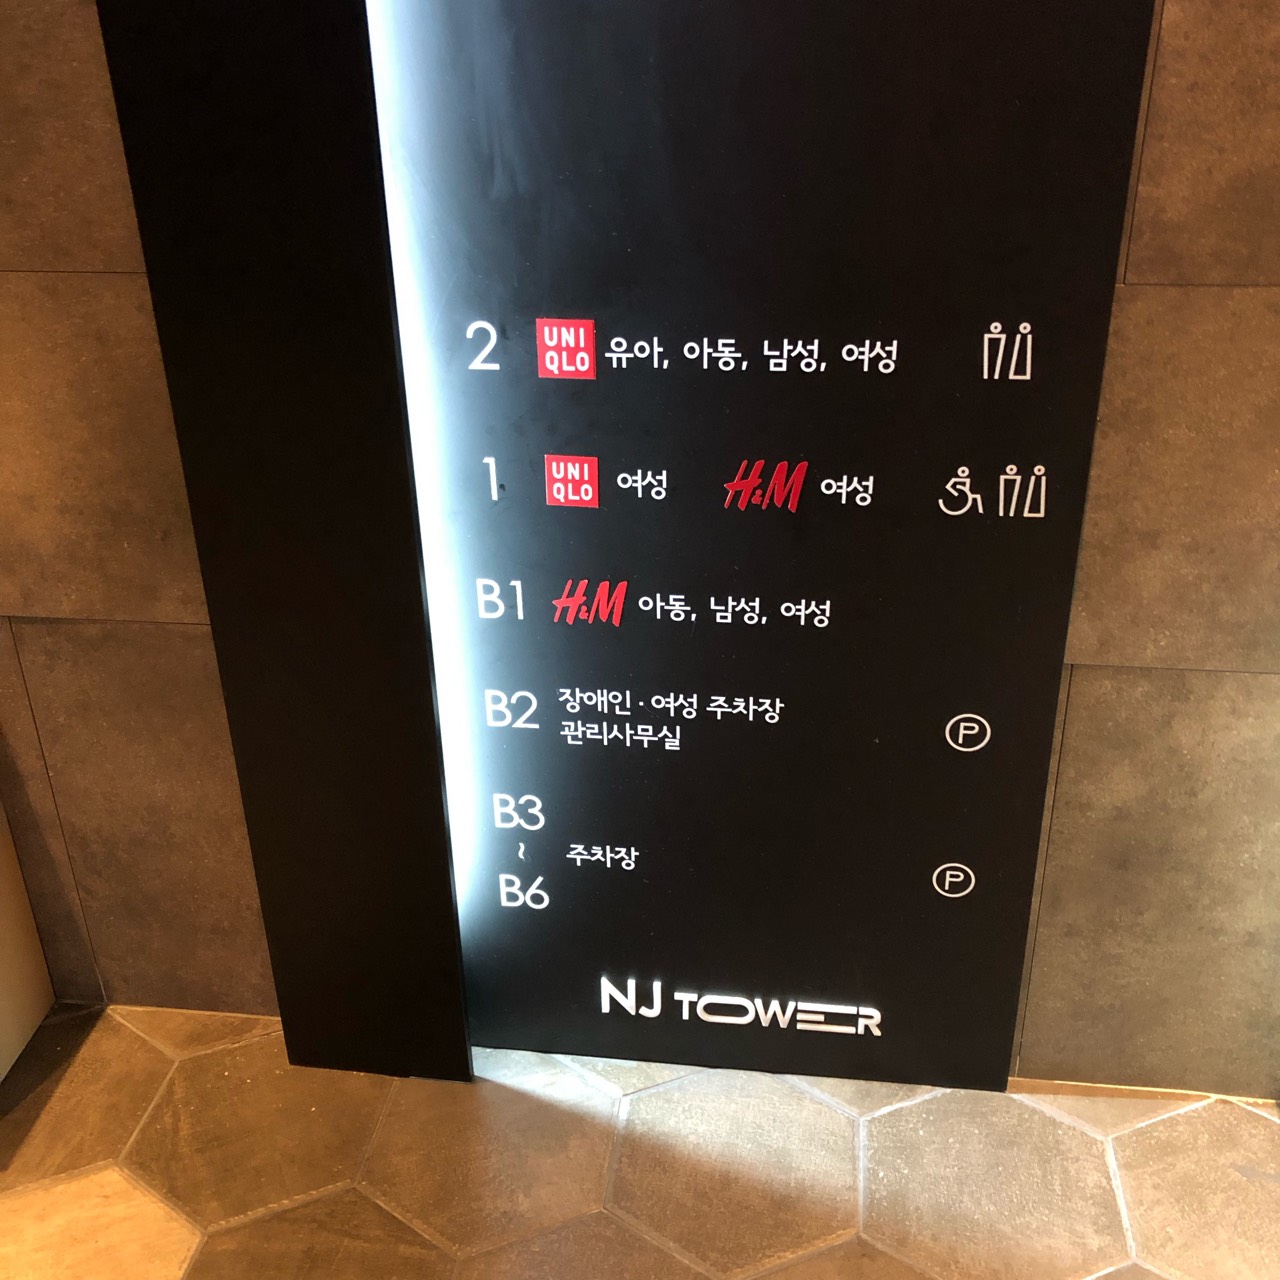 2 UNI QLO 유아, 아동, 남성, 여성
1 UNI QLO 여성 H&M 여성
B1 H&M 아동, 남성, 여성
B2 장애인·여성 주차장
관리사무실 P
B3
~ 주차장
B6 P
NJ TOWER